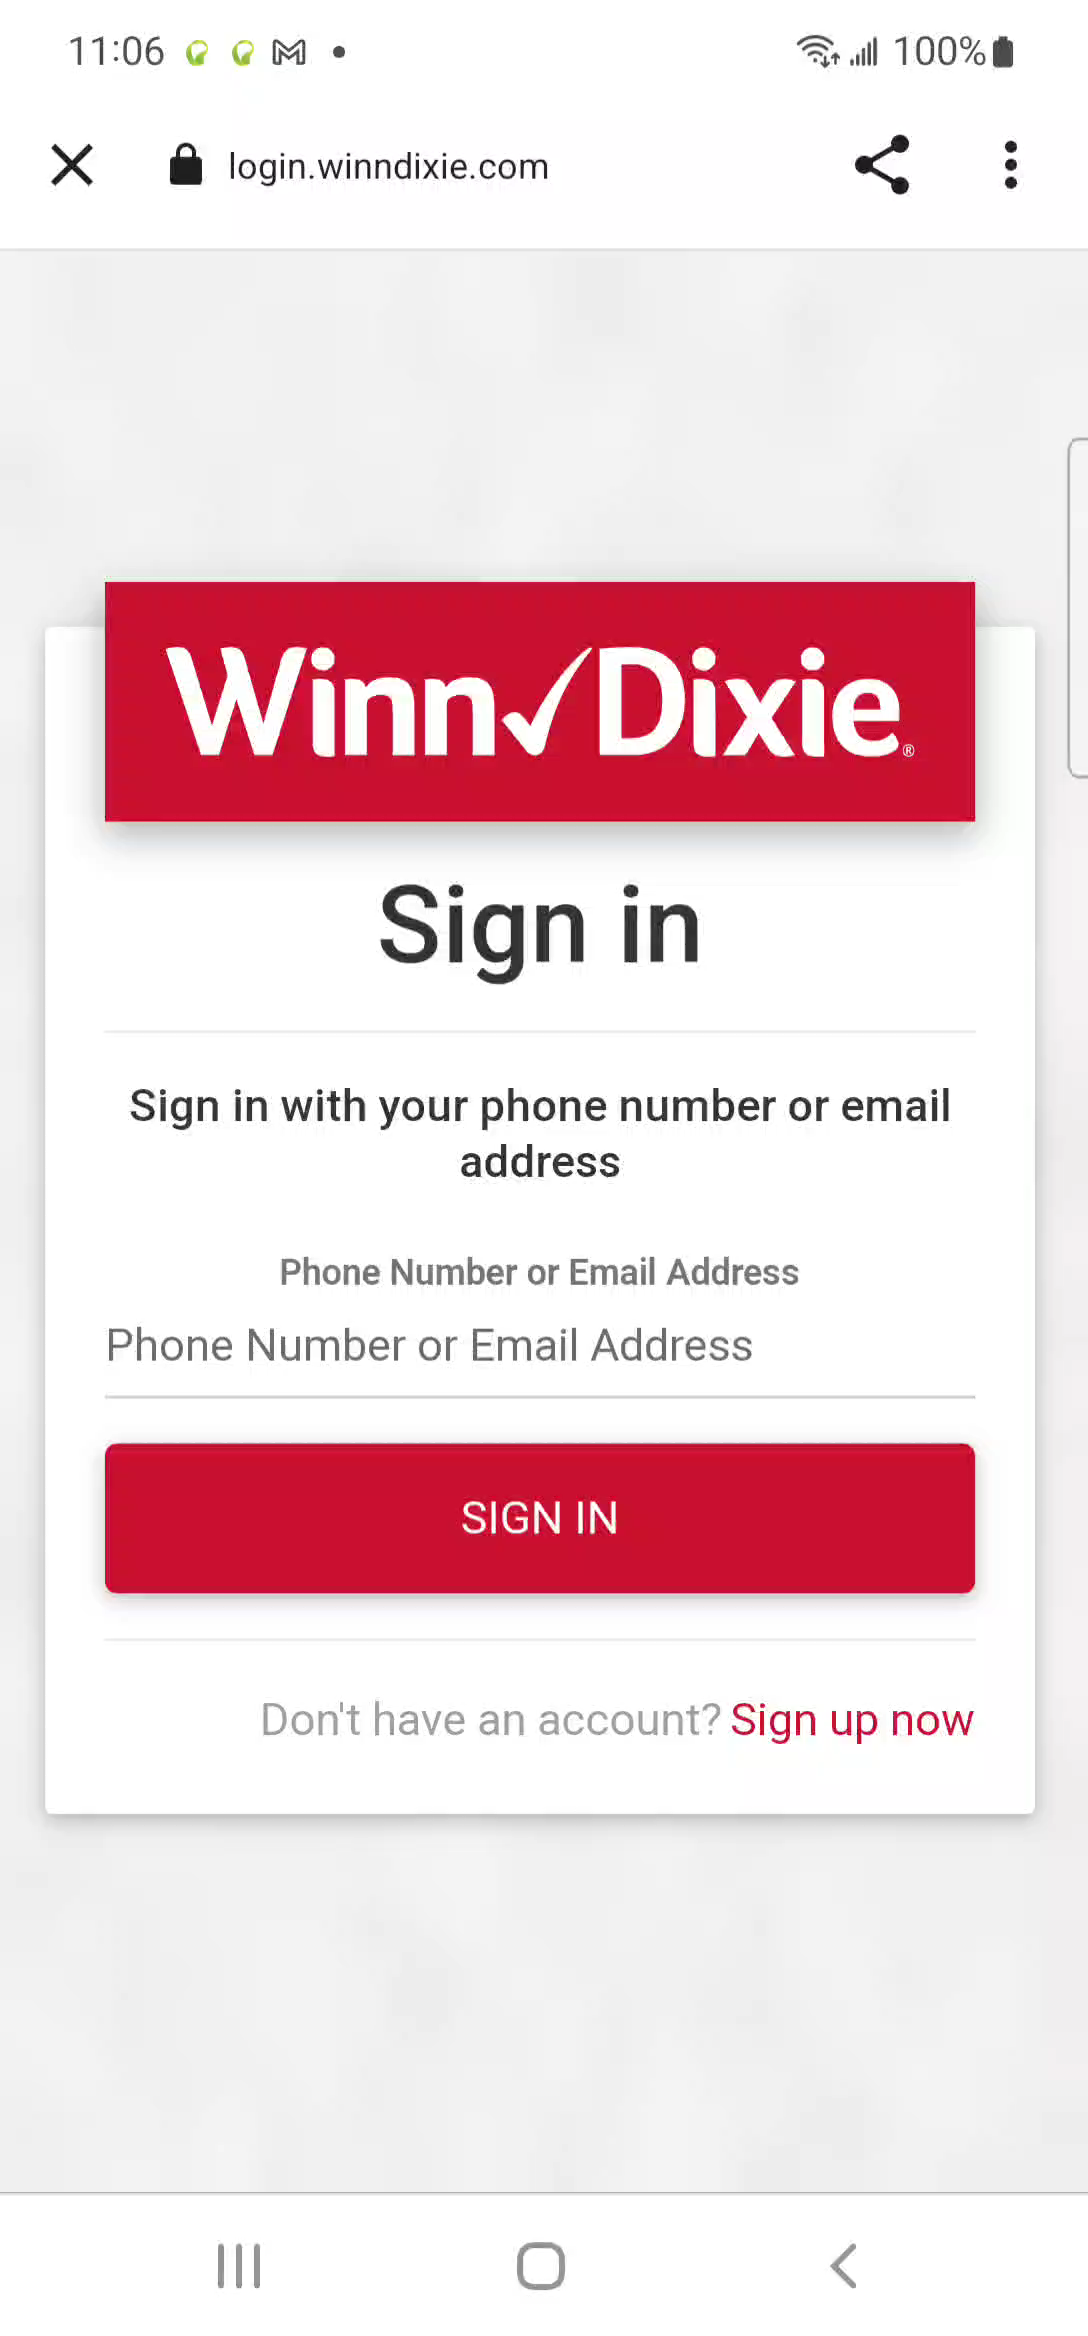 11:06
100%
login.winndixie.com
Winn Dixie®
Sign in
Sign in with your phone number or email
address
Phone Number or Email Address
Phone Number or Email Address
SIGN IN
Don't have an account? Sign up now